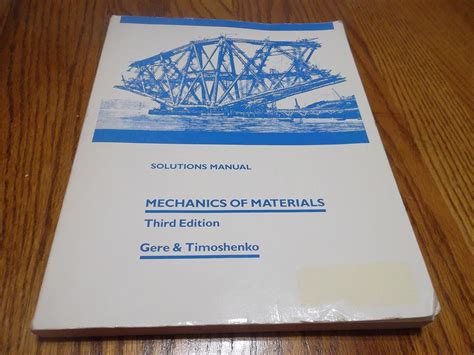 SOLUTIONS MANUAL
MECHANICS OF MATERIALS
Third Edition
Gere & Timoshenko